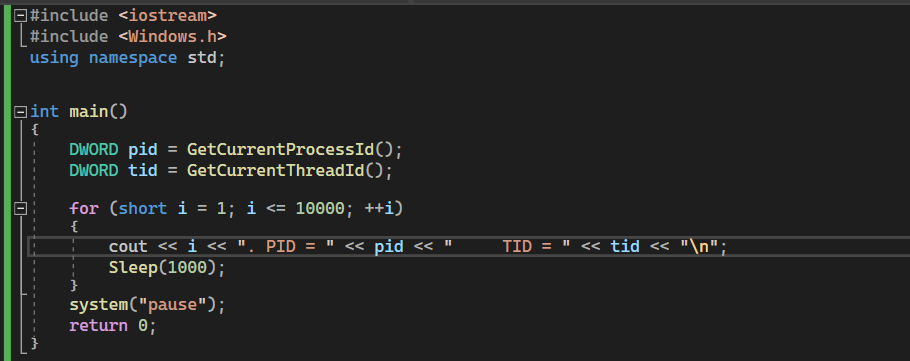 #include <iostream>
#include <Windows.h>
using namespace std;
int main()
{
    DWORD pid = GetCurrentProcessId();
    DWORD tid = GetCurrentThreadId();
    for (short i = 1; i <= 10000; ++i)
    {
        cout << i << ". PID = " << pid << "     TID = " << tid << "\n";
        Sleep(1000);
    }
    system("pause");
    return 0;
}